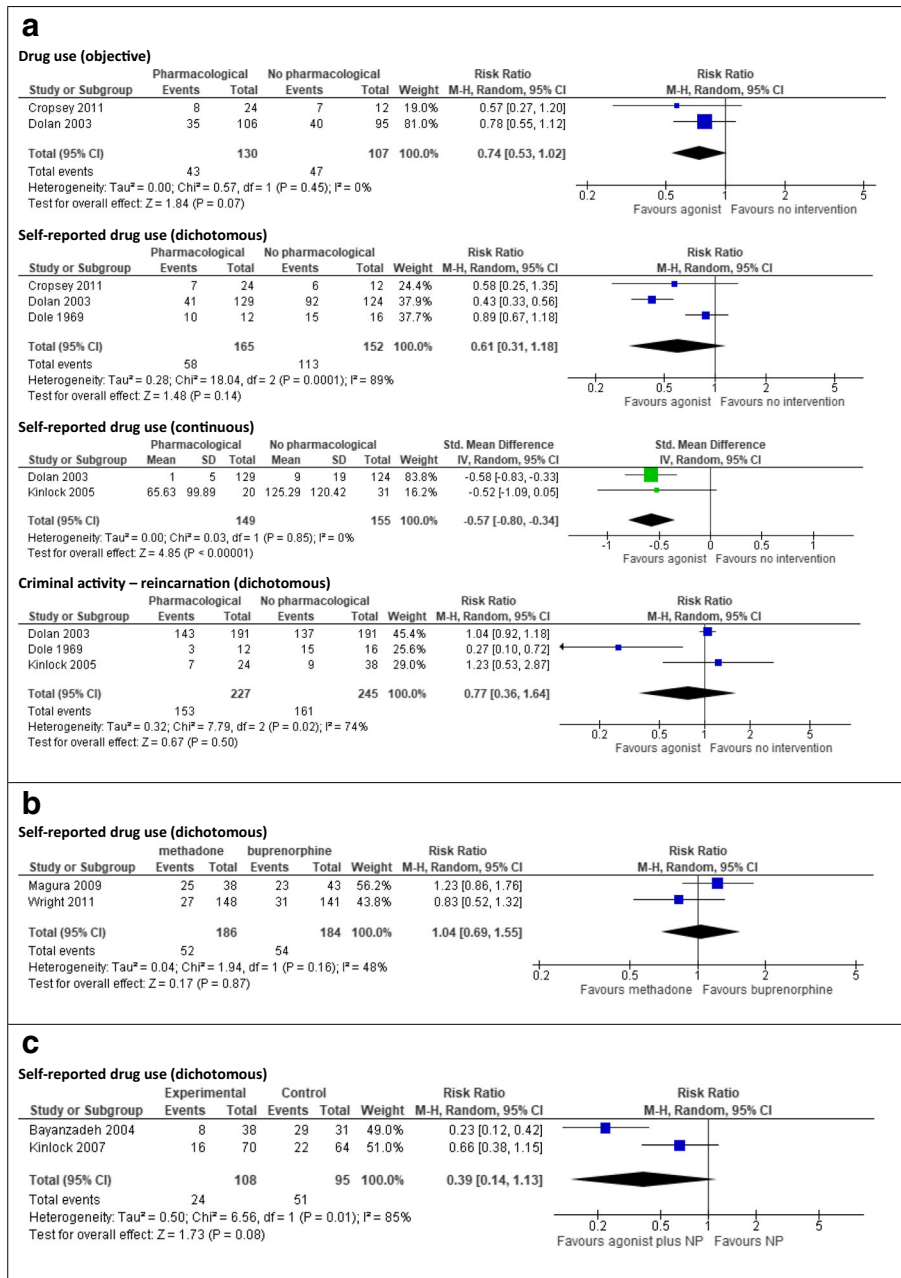 a
Drug use (objective)
Pharmacological No pharmacological Risk Ratio Risk Ratio
Study or Subgroup Events Total Events Total Weight M-H, Random, 95% CI M-H, Random, 95% CI
Cropsey 2011 8 24 7 12 19.0% 0.57 [0.27, 1.20]
Dolan 2003 35 106 40 95 81.0% 0.78 [0.55, 1.12]
Total (95% CI) 130 107 100.0% 0.74 [0.53, 1.02]
Total events 43 47
Heterogeneity: Tau² = 0.00; Chi² = 0.57, df = 1 (P = 0.45); I² = 0%
Test for overall effect: Z = 1.84 (P = 0.07)
0.2 0.5 1 2 5
Favours agonist Favours no intervention
Self-reported drug use (dichotomous)
Pharmacological No pharmacological Risk Ratio Risk Ratio
Study or Subgroup Events Total Events Total Weight M-H, Random, 95% CI M-H, Random, 95% CI
Cropsey 2011 7 24 6 12 24.4% 0.58 [0.25, 1.35]
Dolan 2003 41 129 92 124 37.9% 0.43 [0.33, 0.56]
Dole 1969 10 12 15 16 37.7% 0.89 [0.67, 1.18]
Total (95% CI) 165 152 100.0% 0.61 [0.31, 1.18]
Total events 58 113
Heterogeneity: Tau² = 0.28; Chi² = 18.04, df = 2 (P = 0.0001); I² = 89%
Test for overall effect: Z = 1.48 (P = 0.14)
0.2 0.5 1 2 5
Favours agonist Favours no intervention
Self-reported drug use (continuous)
Pharmacological No pharmacological Std. Mean Difference Std. Mean Difference
Study or Subgroup Mean SD Total Mean SD Total Weight IV, Random, 95% CI IV, Random, 95% CI
Dolan 2003 1 5 129 9 19 124 83.8% -0.58 [-0.83, -0.33]
Kinlock 2005 65.63 99.89 20 125.29 120.42 31 16.2% -0.52 [-1.09, 0.05]
Total (95% CI) 149 155 100.0% -0.57 [-0.80, -0.34]
Heterogeneity: Tau² = 0.00; Chi² = 0.03, df = 1 (P = 0.85); I² = 0%
Test for overall effect: Z = 4.85 (P < 0.00001)
-1 -0.5 0 0.5 1
Favours agonist Favours no intervention
Criminal activity – reincarnation (dichotomous)
Pharmacological No pharmacological Risk Ratio Risk Ratio
Study or Subgroup Events Total Events Total Weight M-H, Random, 95% CI M-H, Random, 95% CI
Dolan 2003 143 191 137 191 45.4% 1.04 [0.92, 1.18]
Dole 1969 3 12 15 16 25.6% 0.27 [0.10, 0.72]
Kinlock 2005 7 24 9 38 29.0% 1.23 [0.53, 2.87]
Total (95% CI) 227 245 100.0% 0.77 [0.36, 1.64]
Total events 153 161
Heterogeneity: Tau² = 0.32; Chi² = 7.79, df = 2 (P = 0.02); I² = 74%
Test for overall effect: Z = 0.67 (P = 0.50)
0.2 0.5 1 2 5
Favours agonist Favours no intervention
b
Self-reported drug use (dichotomous)
methadone buprenorphine Risk Ratio Risk Ratio
Study or Subgroup Events Total Events Total Weight M-H, Random, 95% CI M-H, Random, 95% CI
Magura 2009 25 38 23 43 56.2% 1.23 [0.86, 1.76]
Wright 2011 27 148 31 141 43.8% 0.83 [0.52, 1.32]
Total (95% CI) 186 184 100.0% 1.04 [0.69, 1.55]
Total events 52 54
Heterogeneity: Tau² = 0.04; Chi² = 1.94, df = 1 (P = 0.16); I² = 48%
Test for overall effect: Z = 0.17 (P = 0.87)
0.2 0.5 1 2 5
Favours methadone Favours buprenorphine
c
Self-reported drug use (dichotomous)
Experimental Control Risk Ratio Risk Ratio
Study or Subgroup Events Total Events Total Weight M-H, Random, 95% CI M-H, Random, 95% CI
Bayanzadeh 2004 8 38 29 31 49.0% 0.23 [0.12, 0.42]
Kinlock 2007 16 70 22 64 51.0% 0.66 [0.38, 1.15]
Total (95% CI) 108 95 100.0% 0.39 [0.14, 1.13]
Total events 24 51
Heterogeneity: Tau² = 0.50; Chi² = 6.56, df = 1 (P = 0.01); I² = 85%
Test for overall effect: Z = 1.73 (P = 0.08)
0.2 0.5 1 2 5
Favours agonist plus NP Favours NP